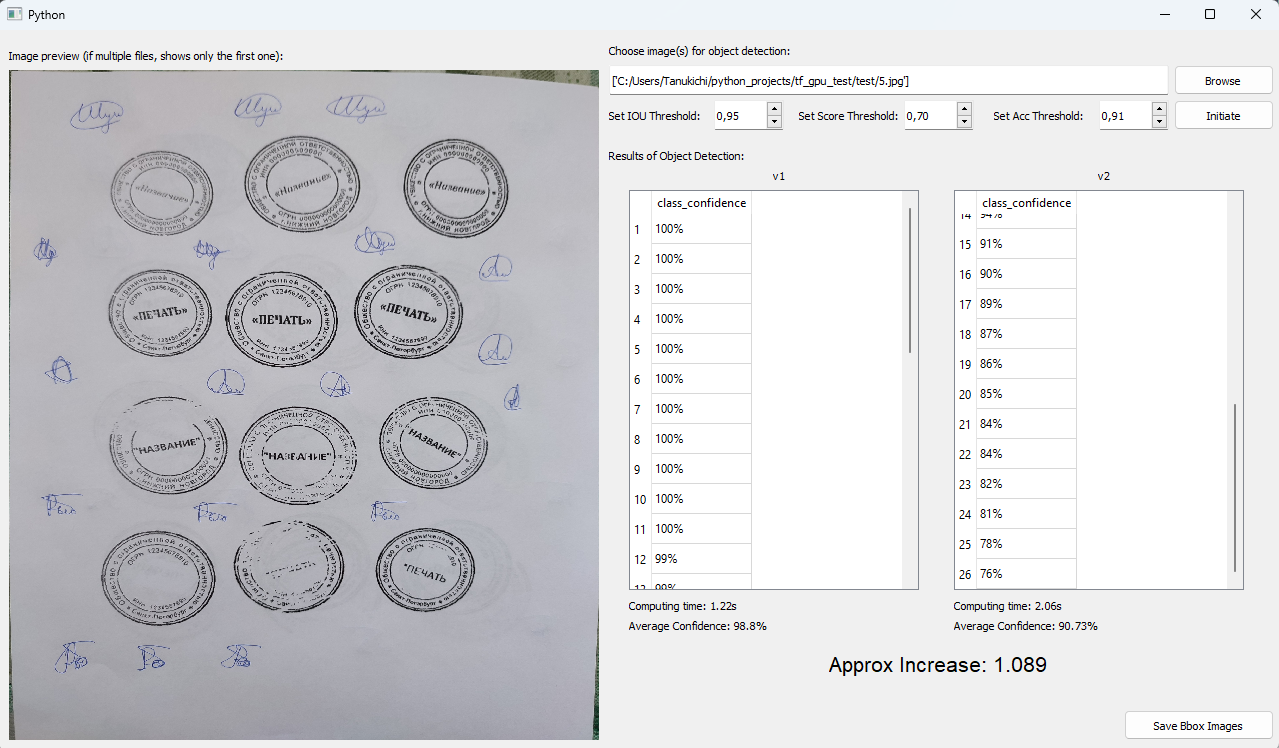 Python
Image preview (if multiple files, shows only the first one):
«Название»
«Название»
«Название»
«ПЕЧАТЬ»
«ПЕЧАТЬ»
«ПЕЧАТЬ»
"НАЗВАНИЕ"
"НАЗВАНИЕ"
"НАЗВАНИЕ"
"ПЕЧАТЬ
Choose image(s) for object detection:
['C:/Users/Tanukichi/python_projects/tf_gpu_test/test/5.jpg']
Browse
Set IOU Threshold: 0,95 Set Score Threshold: 0,70 Set Acc Threshold: 0,91 Initiate
Results of Object Detection:
v1
class_confidence
1 100%
2 100%
3 100%
4 100%
5 100%
6 100%
7 100%
8 100%
9 100%
10 100%
11 100%
12 99%
Computing time: 1.22s
Average Confidence: 98.8%
v2
class_confidence
14 94%
15 91%
16 90%
17 89%
18 87%
19 86%
20 85%
21 84%
22 84%
23 82%
24 81%
25 78%
26 76%
Computing time: 2.06s
Average Confidence: 90.73%
Approx Increase: 1.089
Save Bbox Images